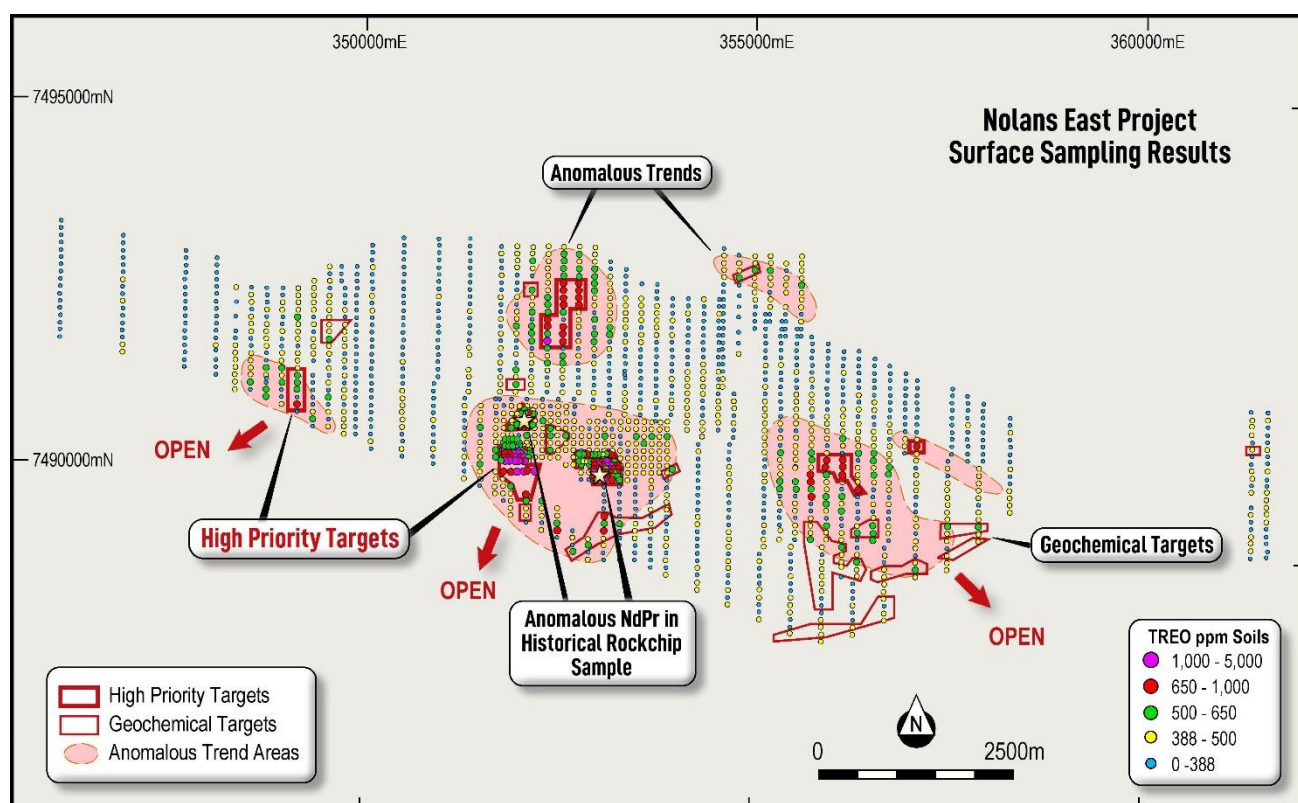 350000mE
355000mE
360000mE
7495000mN
Nolans East Project
Surface Sampling Results
Anomalous Trends
OPEN
7490000mN
High Priority Targets
Geochemical Targets
OPEN
Anomalous NdPr in
Historical Rockchip
Sample
OPEN
High Priority Targets
Geochemical Targets
Anomalous Trend Areas
N
0
2500m
TREO ppm Soils
1,000 - 5,000
650 - 1,000
500 - 650
388 - 500
0 -388